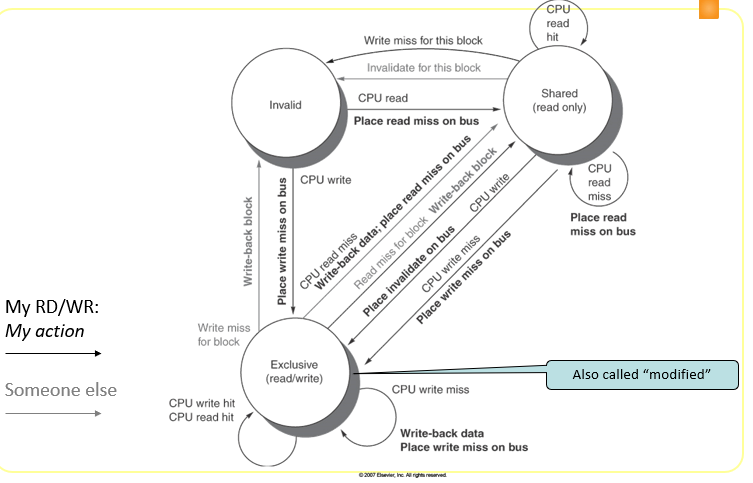 CPU
read
hit
Write miss for this block
Invalidate for this block
Invalid
CPU read
Place read miss on bus
Shared
(read only)
CPU
read
miss
Place read
miss on bus
CPU write
Place write miss on bus
Write-back block
CPU read miss
Write-back data; place read miss on bus
Read miss for block
Write-back block
CPU write
Place invalidate on bus
CPU write miss
Place write miss on bus
My RD/WR:
My action
Someone else
Write miss
for block
Exclusive
(read/write)
Also called “modified”
CPU write hit
CPU read hit
CPU write miss
Write-back data
Place write miss on bus
© 2007 Elsevier, Inc. All rights reserved.